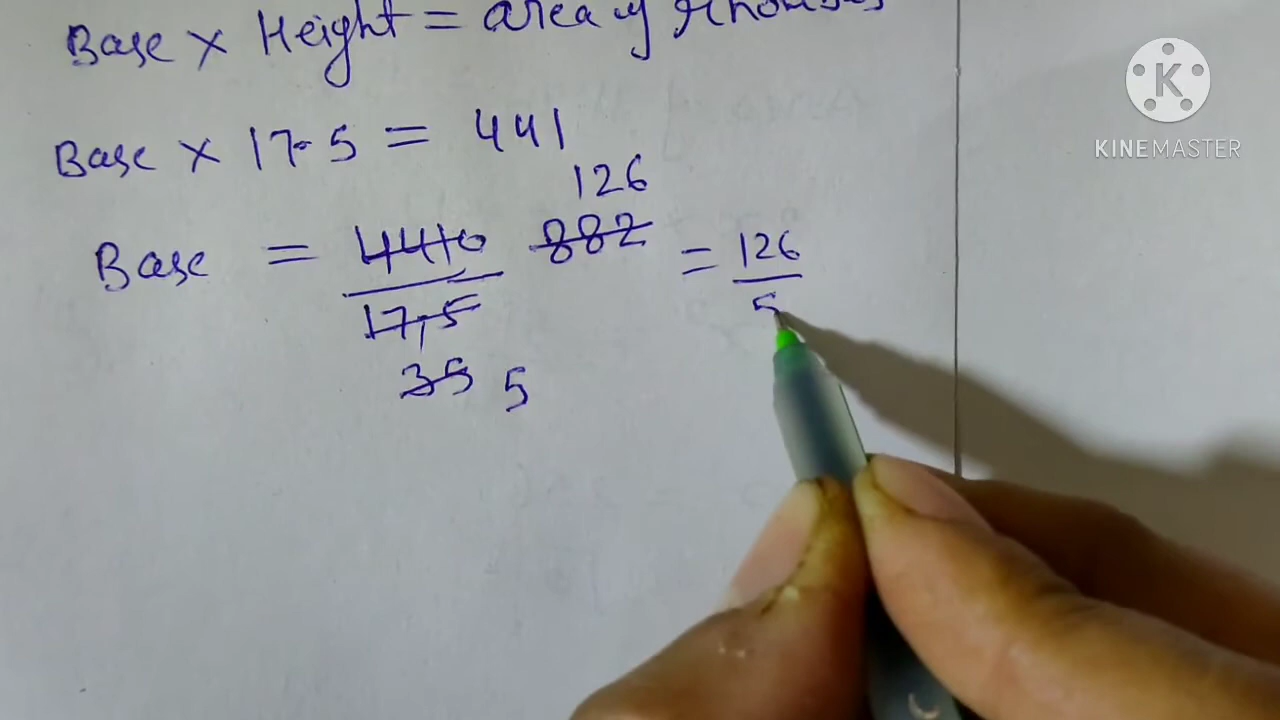 Base × Height = area of rhombus
K
KINEMASTER
Base × 17.5 = 441
126
Base = 4410 882 = 126
17.5 5
35 5